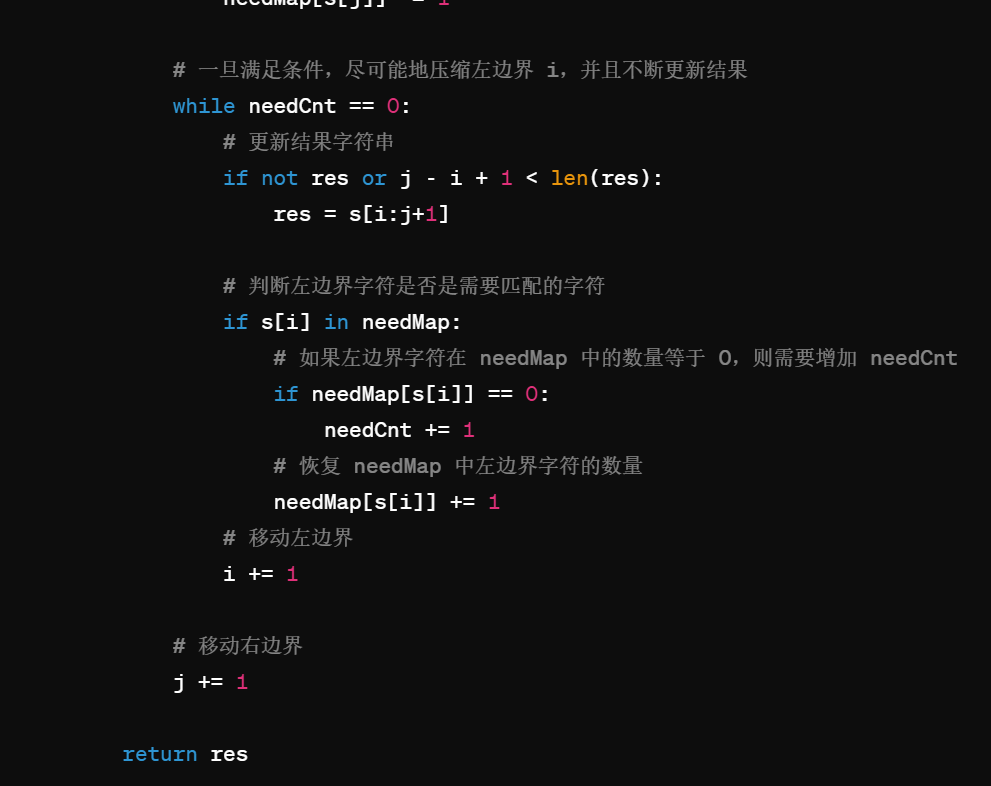 needMap[s[j]] -= 1
# 一旦满足条件，尽可能地压缩左边界 i，并且不断更新结果
while needCnt == 0:
# 更新结果字符串
if not res or j - i + 1 < len(res):
res = s[i:j+1]
# 判断左边界字符是否是需要匹配的字符
if s[i] in needMap:
# 如果左边界字符在 needMap 中的数量等于 0，则需要增加 needCnt
if needMap[s[i]] == 0:
needCnt += 1
# 恢复 needMap 中左边界字符的数量
needMap[s[i]] += 1
# 移动左边界
i += 1
# 移动右边界
j += 1
return res